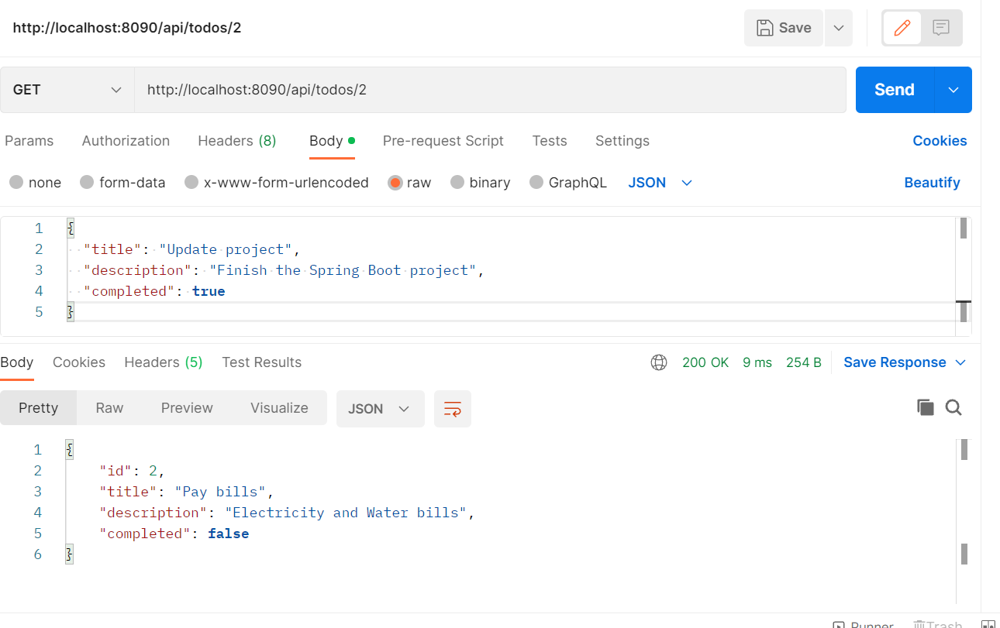 http://localhost:8090/api/todos/2 Save
GET http://localhost:8090/api/todos/2 Send
Params Authorization Headers (8) Body Pre-request Script Tests Settings Cookies
none form-data x-www-form-urlencoded raw binary GraphQL JSON Beautify
1 {
2 "title": "Update project",
3 "description": "Finish the Spring Boot project",
4 "completed": true
5 }
Body Cookies Headers (5) Test Results 200 OK 9 ms 254 B Save Response
Pretty Raw Preview Visualize JSON
1 {
2 "id": 2,
3 "title": "Pay bills",
4 "description": "Electricity and Water bills",
5 "completed": false
6 }
Runner Trash